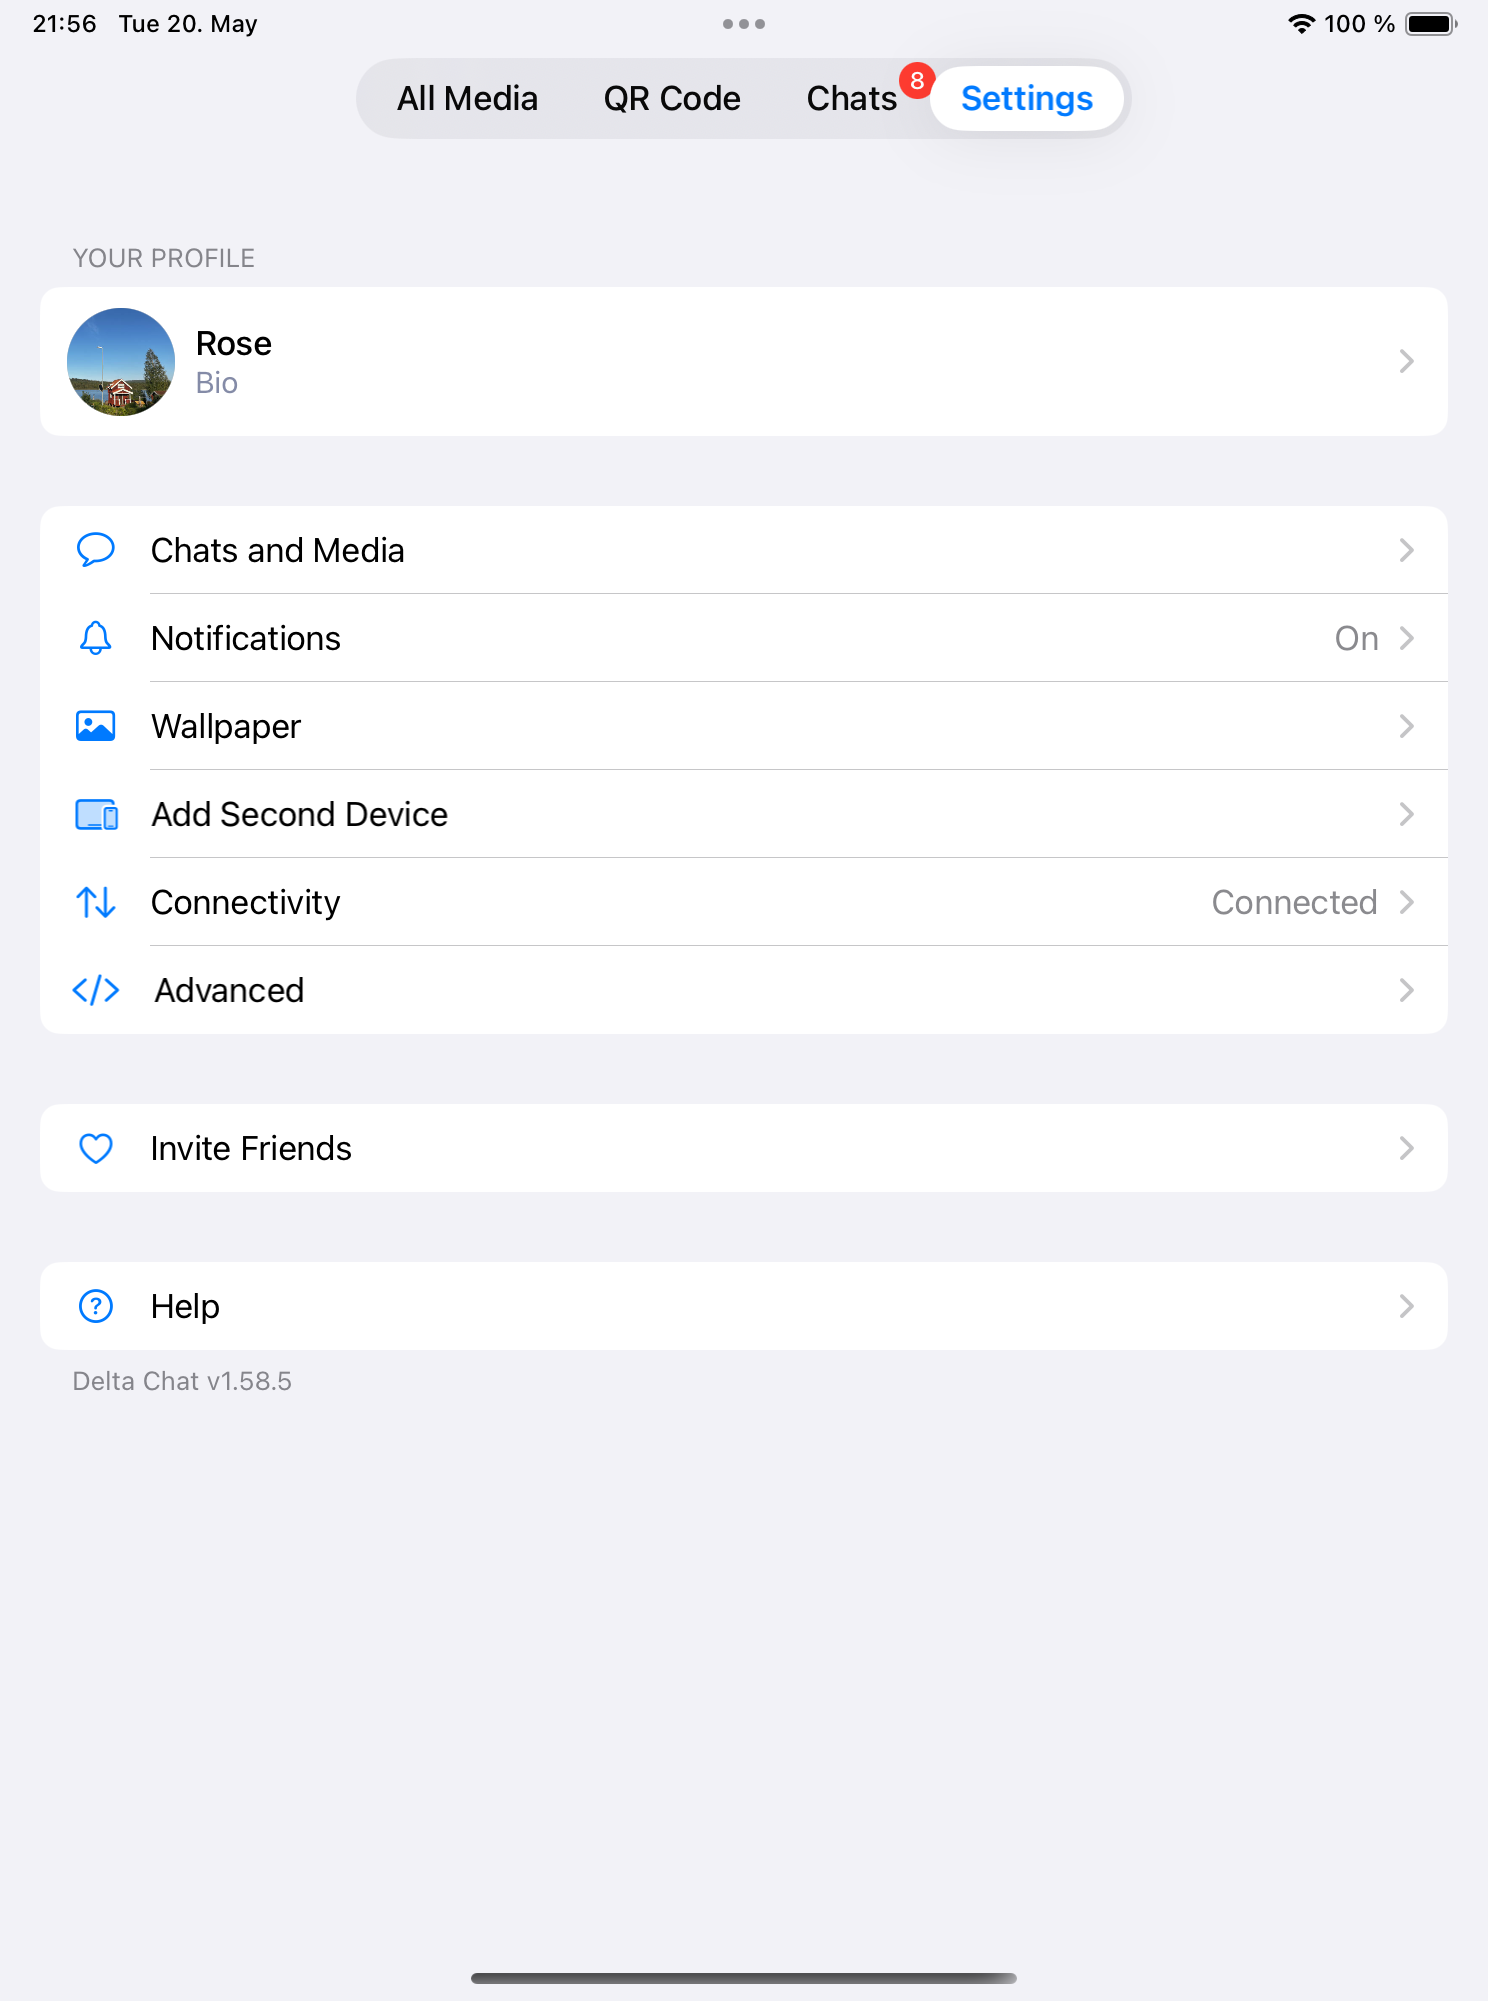 21:56 Tue 20. May 100 %
All Media QR Code Chats 8 Settings
YOUR PROFILE
Rose
Bio
Chats and Media
Notifications On
Wallpaper
Add Second Device
Connectivity Connected
Advanced
Invite Friends
Help
Delta Chat v1.58.5